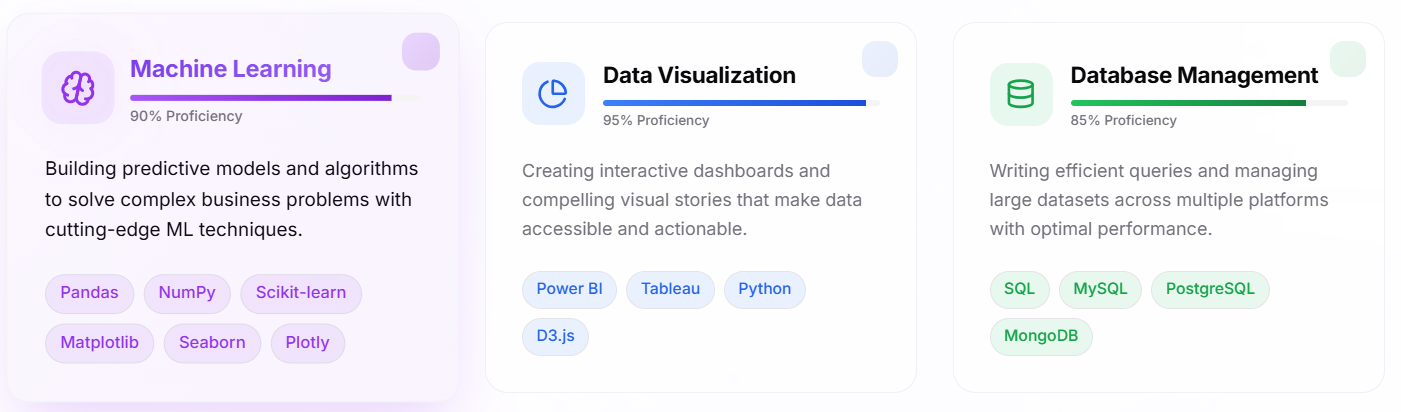 Machine Learning
90% Proficiency
Building predictive models and algorithms
to solve complex business problems with
cutting-edge ML techniques.
Pandas
NumPy
Scikit-learn
Matplotlib
Seaborn
Plotly
Data Visualization
95% Proficiency
Creating interactive dashboards and
compelling visual stories that make data
accessible and actionable.
Power BI
Tableau
Python
D3.js
Database Management
85% Proficiency
Writing efficient queries and managing
large datasets across multiple platforms
with optimal performance.
SQL
MySQL
PostgreSQL
MongoDB